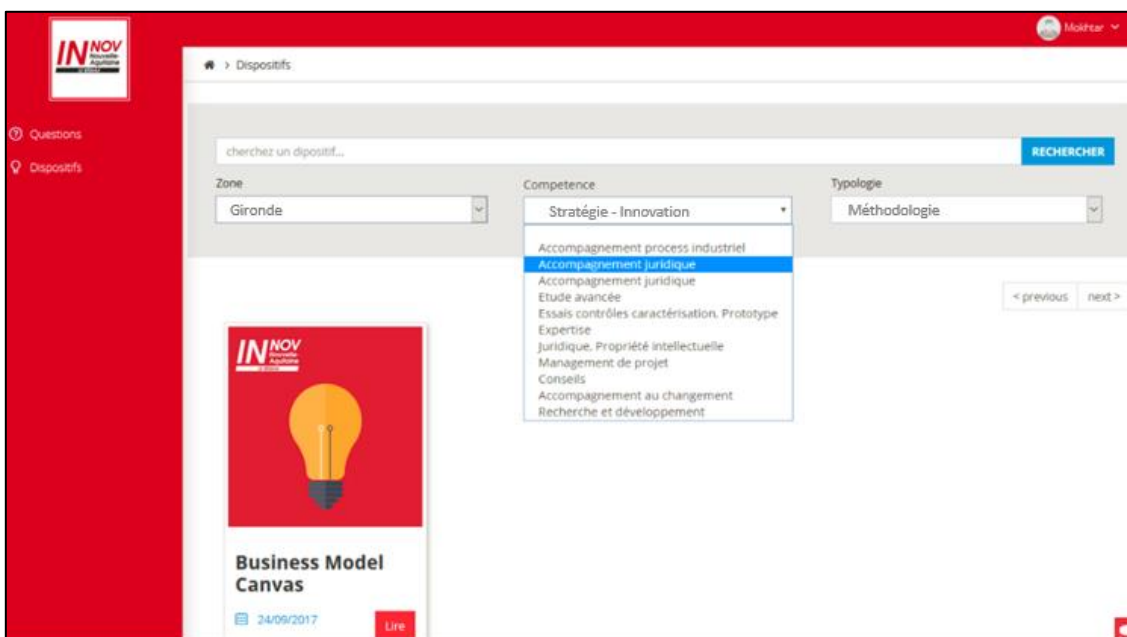 INNOV
Nouvelle-
Aquitaine
Mokhtar
> Dispositifs
Questions
Dispositifs
cherchez un dipositif...
RECHERCHER
Zone
Competence
Typologie
Gironde
Stratégie - Innovation
Méthodologie
Accompagnement process industriel
Accompagnement juridique
Accompagnement juridique
Etude avancée
Essais contrôles caractérisation, Prototype
Expertise
Juridique, Propriété intellectuelle
Management de projet
Conseils
Accompagnement au changement
Recherche et développement
< previous
next >
INNOV
Nouvelle-
Aquitaine
Business Model
Canvas
24/09/2017
Lire